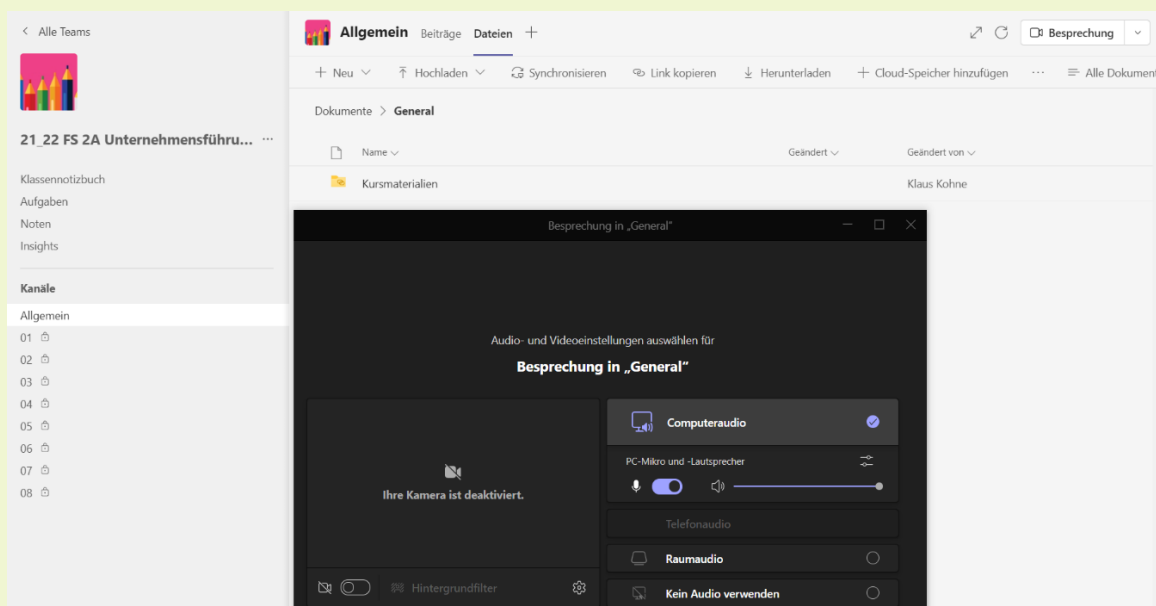 Alle Teams
21_22 FS 2A Unternehmensführu...
Klassennotizbuch
Aufgaben
Noten
Insights
Kanäle
Allgemein
01
02
03
04
05
06
07
08
Allgemein Beiträge Dateien
Besprechung
Neu Hochladen Synchronisieren Link kopieren Herunterladen Cloud-Speicher hinzufügen ... Alle Dokument
Dokumente > General
Name Geändert Geändert von
Kursmaterialien Klaus Kohne
Besprechung in „General“
Audio- und Videoeinstellungen auswählen für
Besprechung in „General“
Ihre Kamera ist deaktiviert.
Hintergrundfilter
Computeraudio
PC-Mikro und -Lautsprecher
Telefonaudio
Raumaudio
Kein Audio verwenden